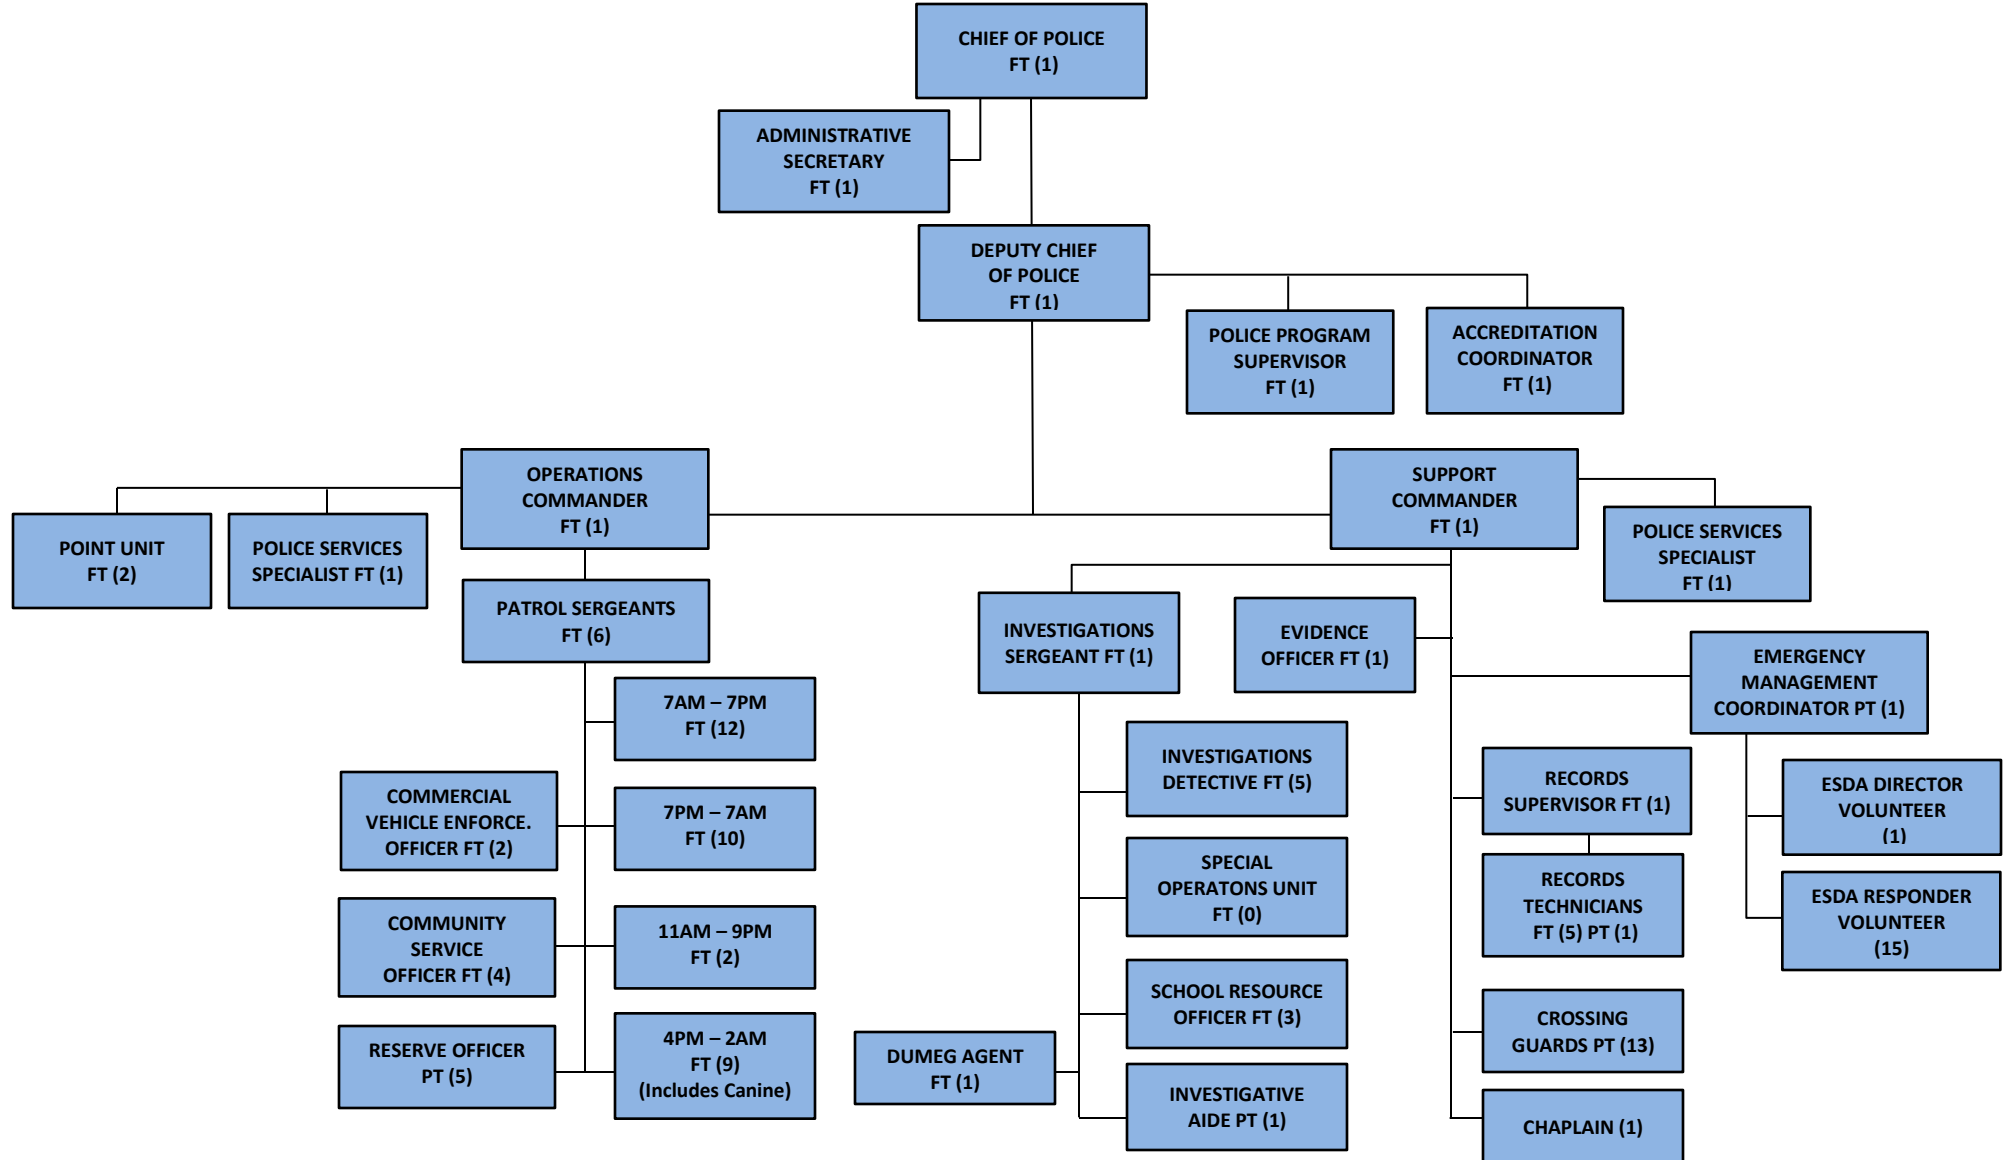 CHIEF OF POLICE
FT (1)
ADMINISTRATIVE
SECRETARY
FT (1)
DEPUTY CHIEF
OF POLICE
FT (1)
POLICE PROGRAM
SUPERVISOR
FT (1)
ACCREDITATION
COORDINATOR
FT (1)
OPERATIONS
COMMANDER
FT (1)
SUPPORT
COMMANDER
FT (1)
POINT UNIT
FT (2)
POLICE SERVICES
SPECIALIST FT (1)
POLICE SERVICES
SPECIALIST
FT (1)
PATROL SERGEANTS
FT (6)
INVESTIGATIONS
SERGEANT FT (1)
EVIDENCE
OFFICER FT (1)
EMERGENCY
MANAGEMENT
COORDINATOR PT (1)
7AM – 7PM
FT (12)
COMMERCIAL
VEHICLE ENFORCE.
OFFICER FT (2)
7PM – 7AM
FT (10)
COMMUNITY
SERVICE
OFFICER FT (4)
11AM – 9PM
FT (2)
RESERVE OFFICER
PT (5)
4PM – 2AM
FT (9)
(Includes Canine)
INVESTIGATIONS
DETECTIVE FT (5)
SPECIAL
OPERATONS UNIT
FT (0)
SCHOOL RESOURCE
OFFICER FT (3)
DUMEG AGENT
FT (1)
INVESTIGATIVE
AIDE PT (1)
RECORDS
SUPERVISOR FT (1)
RECORDS
TECHNICIANS
FT (5) PT (1)
CROSSING
GUARDS PT (13)
CHAPLAIN (1)
ESDA DIRECTOR
VOLUNTEER
(1)
ESDA RESPONDER
VOLUNTEER
(15)